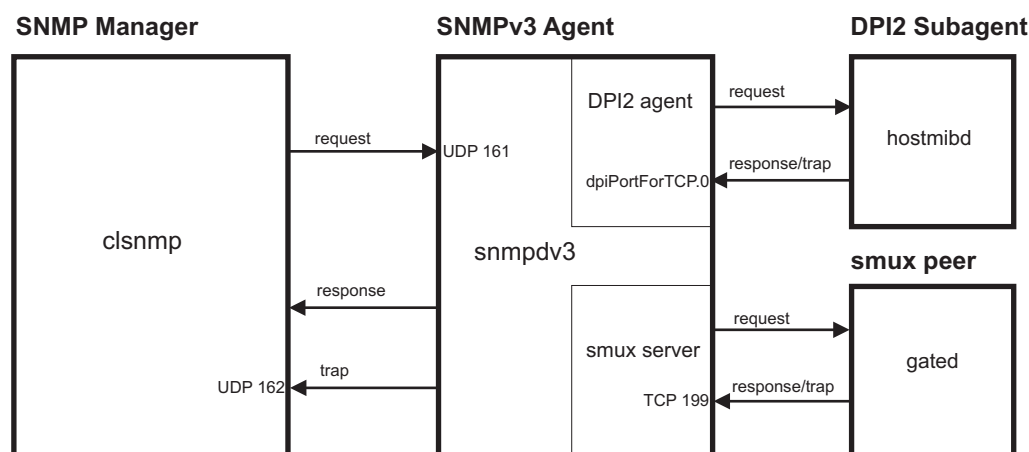 SNMP Manager
SNMPv3 Agent
DPI2 Subagent
request
UDP 161
clsnmp
response
trap
UDP 162
DPI2 agent
dpiPortForTCP.0
snmpdv3
smux server
TCP 199
request
response/trap
hostmibd
smux peer
request
response/trap
gated